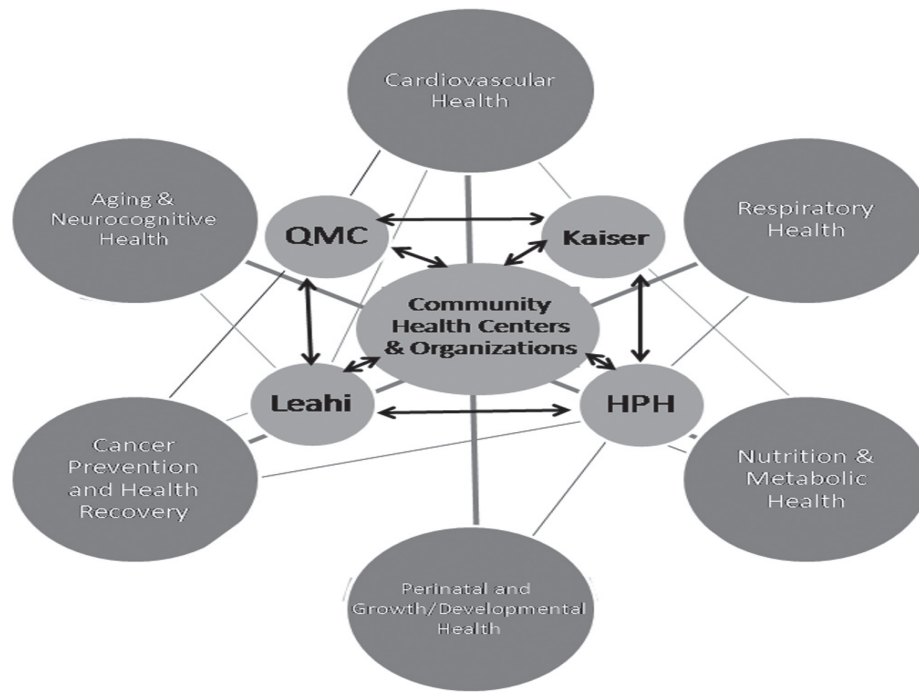 Cardiovascular
Health
Aging &
Neurocognitive
Health
QMC
Kaiser
Respiratory
Health
Community
Health Centers
& Organizations
Leahi
HPH
Cancer
Prevention
and Health
Recovery
Nutrition &
Metabolic
Health
Perinatal and
Growth/Developmental
Health